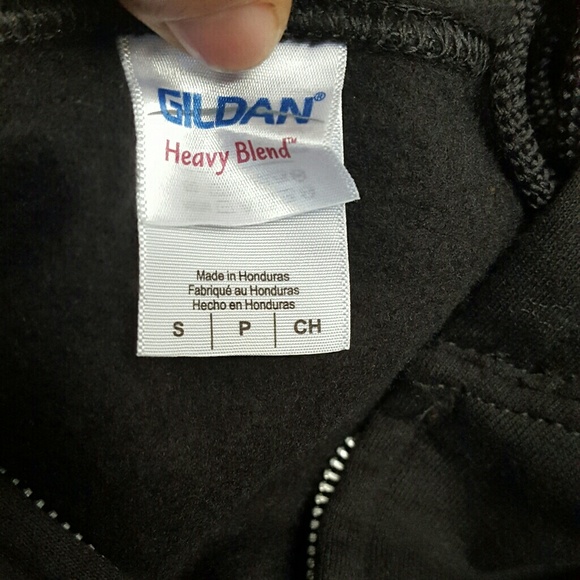 GILDAN®
Heavy Blend™
Made in Honduras
Fabriqué au Honduras
Hecho en Honduras
S | P | CH